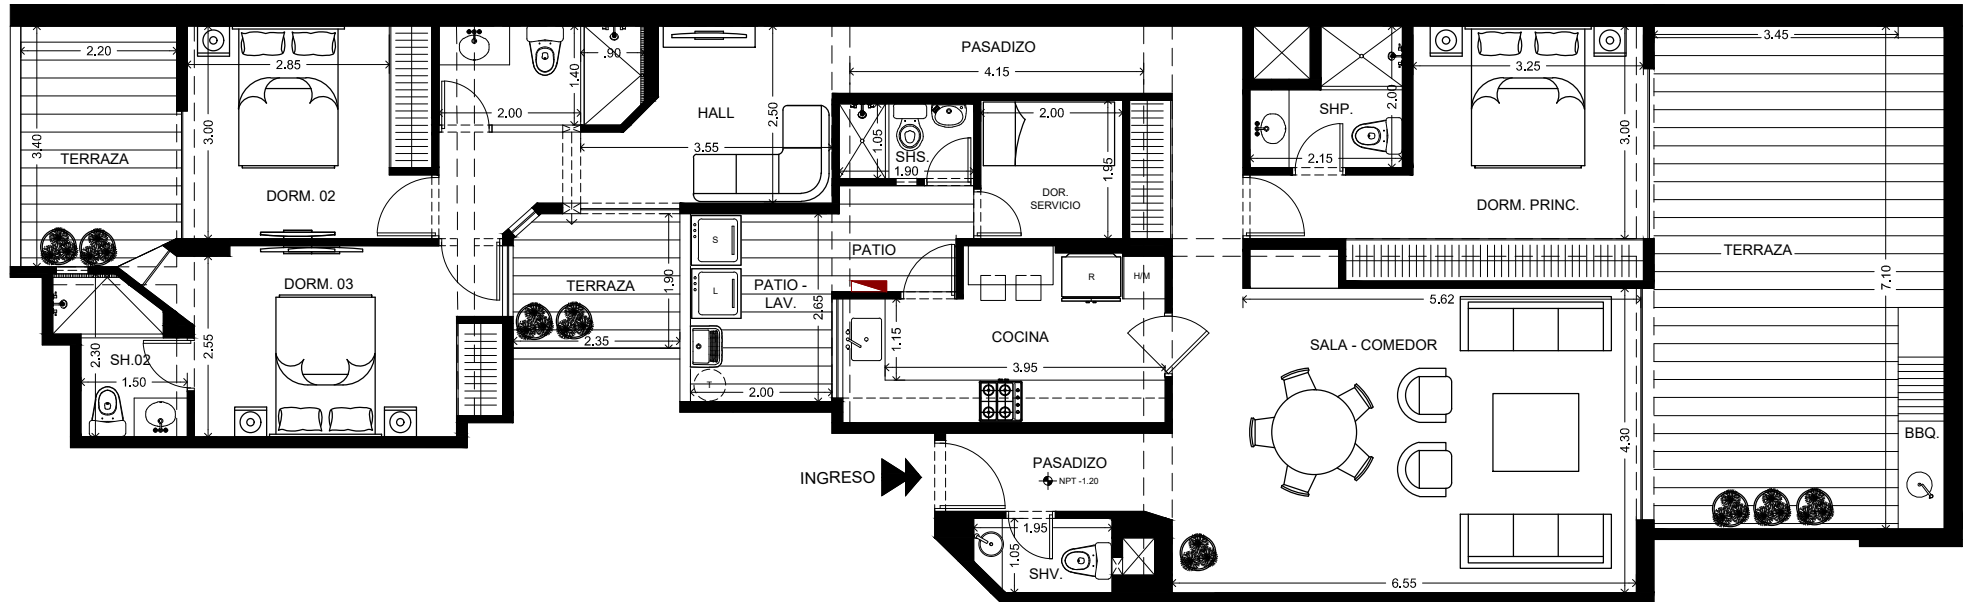 2.20
2.85
3.40
TERRAZA
3.00
DORM. 02
1.40
.90
2.00
HALL
2.50
3.55
PASADIZO
4.15
1.05
SHS.
1.90
2.00
1.95
DOR.
SERVICIO
SHP.
2.00
2.15
3.25
3.00
DORM. PRINC.
3.45
TERRAZA
7.10
BBQ.
DORM. 03
2.55
SH.02
2.30
1.50
TERRAZA
1.90
2.35
S
L
T
PATIO -
LAV.
2.65
2.00
PATIO
R
H/M
COCINA
1.15
3.95
5.62
SALA - COMEDOR
4.30
6.55
INGRESO
PASADIZO
NPT -1.20
1.95
1.05
SHV.